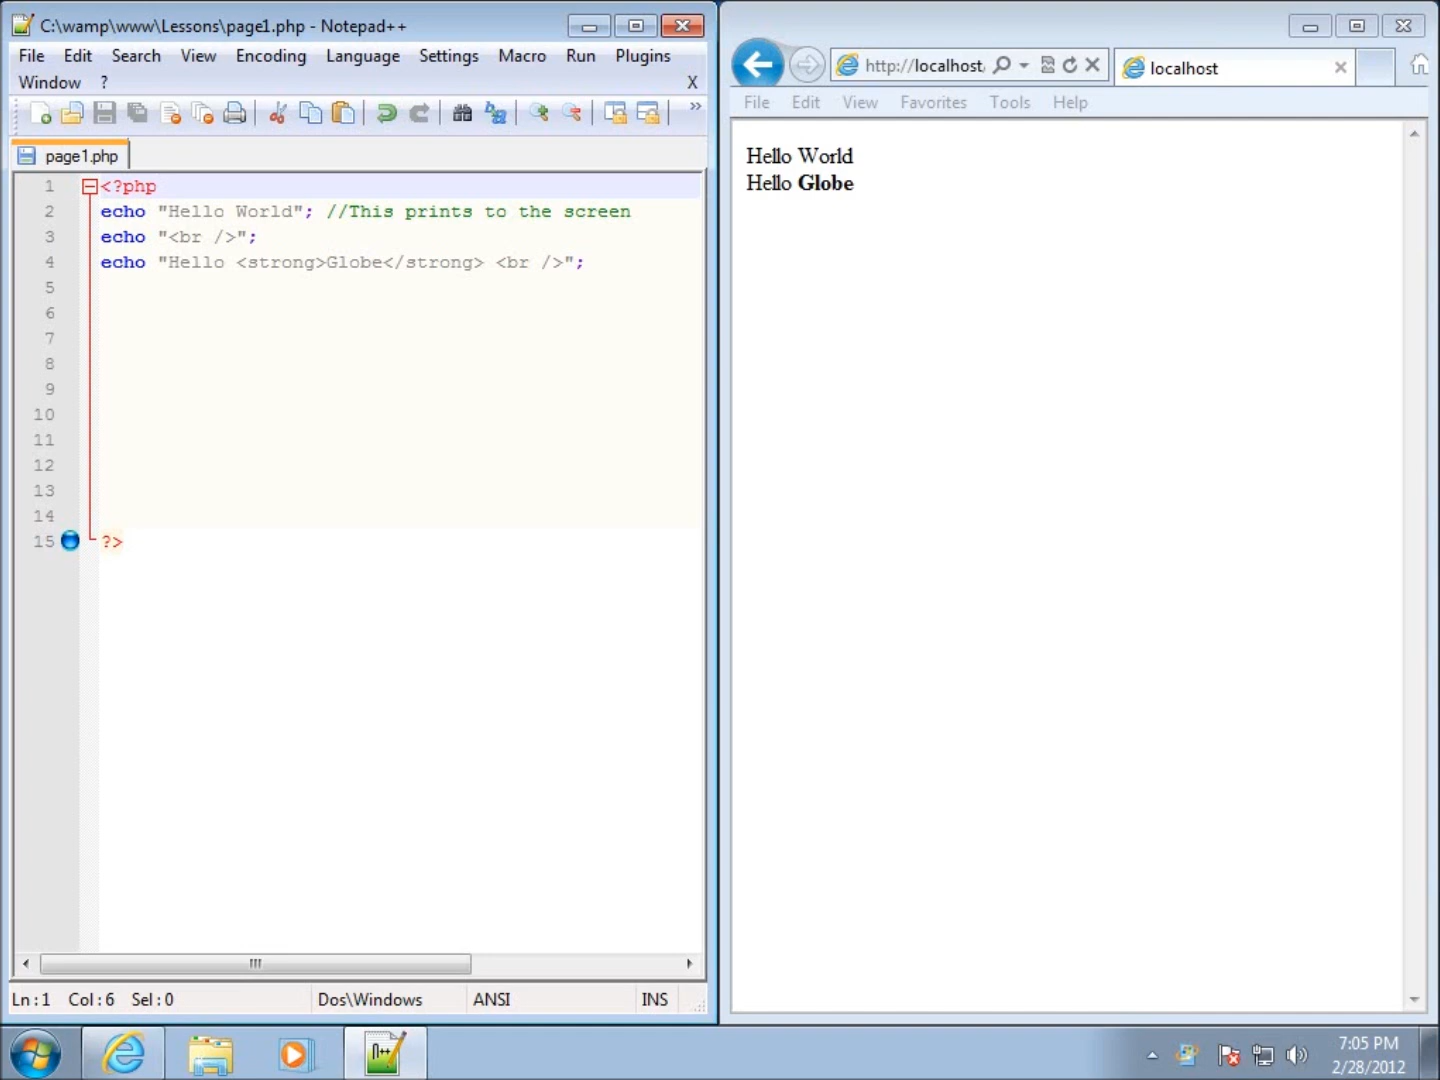 C:\wamp\www\Lessons\page1.php - Notepad++
File Edit Search View Encoding Language Settings Macro Run Plugins
Window ? X
page1.php
1 <?php
2 echo "Hello World"; //This prints to the screen
3 echo "<br />";
4 echo "Hello <strong>Globe</strong> <br />";
5
6
7
8
9
10
11
12
13
14
15 ?>
Ln : 1 Col : 6 Sel : 0 Dos\Windows ANSI INS
http://localhost
localhost
File Edit View Favorites Tools Help
Hello World
Hello Globe
7:05 PM
2/28/2012